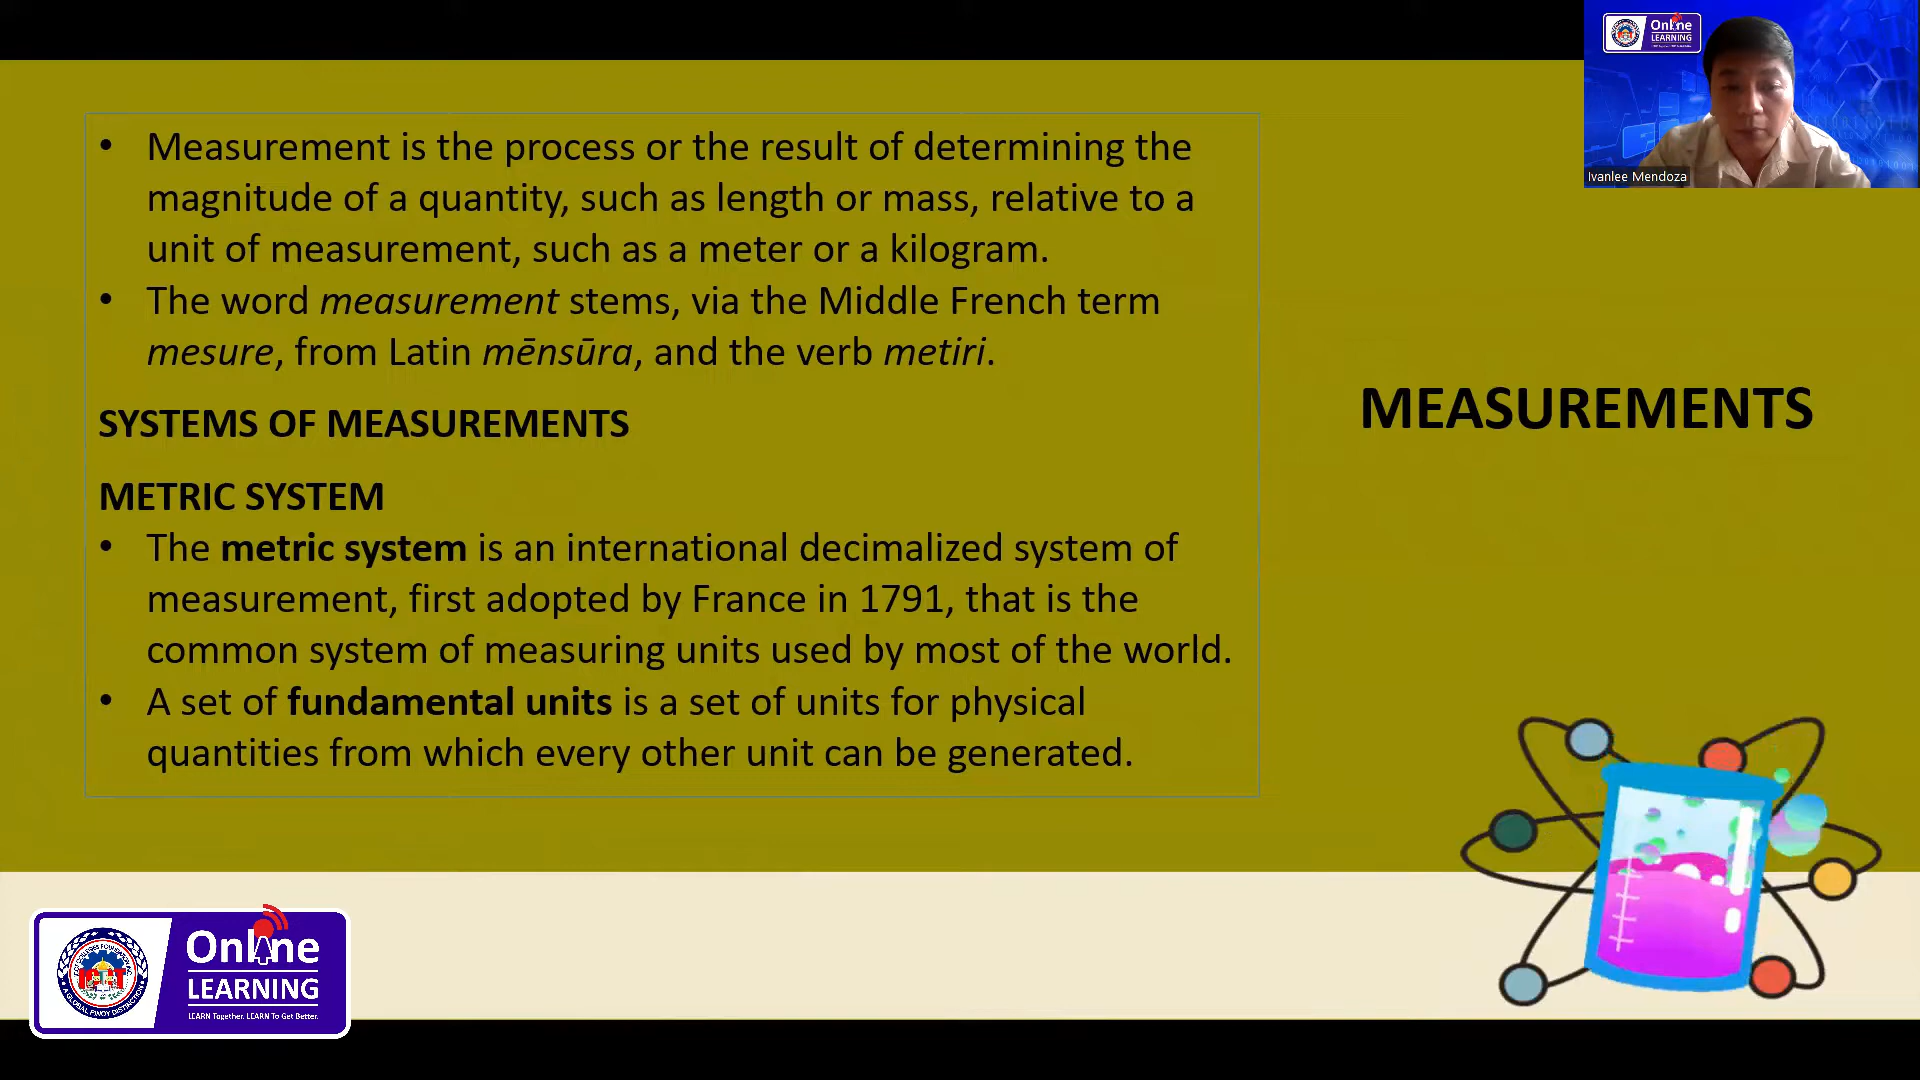 • Measurement is the process or the result of determining the
magnitude of a quantity, such as length or mass, relative to a
unit of measurement, such as a meter or a kilogram.
• The word measurement stems, via the Middle French term
mesure, from Latin mēnsūra, and the verb metiri.
SYSTEMS OF MEASUREMENTS
METRIC SYSTEM
• The metric system is an international decimalized system of
measurement, first adopted by France in 1791, that is the
common system of measuring units used by most of the world.
• A set of fundamental units is a set of units for physical
quantities from which every other unit can be generated.
MEASUREMENTS
Online
LEARNING
Ivanlee Mendoza
Online
LEARNING
LEARN Together. LEARN To Get Better.
A GLOBAL PINOY DISTINCTION